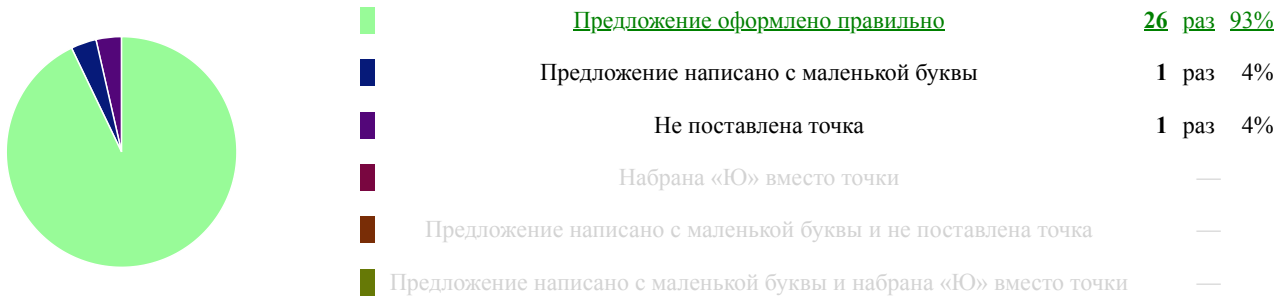 Предложение оформлено правильно 26 раз 93%
Предложение написано с маленькой буквы 1 раз 4%
Не поставлена точка 1 раз 4%
Набрана «Ю» вместо точки —
Предложение написано с маленькой буквы и не поставлена точка —
Предложение написано с маленькой буквы и набрана «Ю» вместо точки —